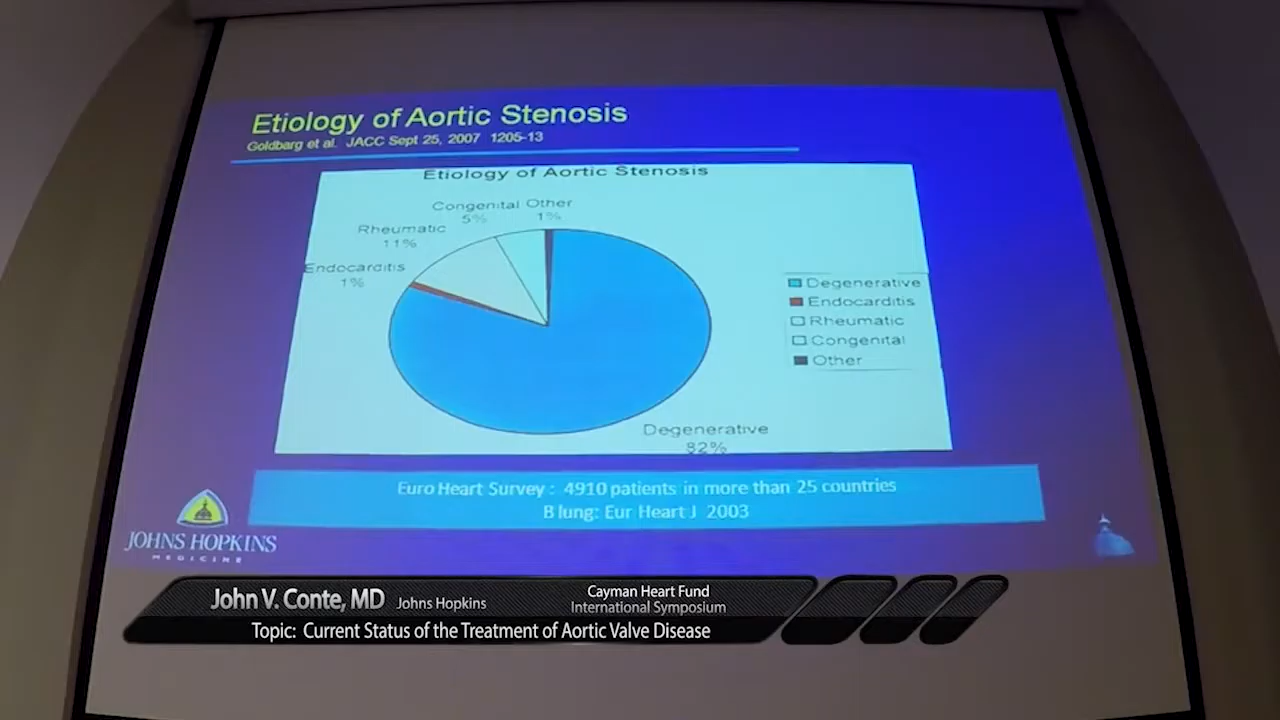 Etiology of Aortic Stenosis
Goldbarg et al. JACC Sept 25, 2007 1205-13
Etiology of Aortic Stenosis
Congenital
5%
Other
1%
Rheumatic
11%
Endocarditis
1%
Degenerative
82%
Degenerative
Endocarditis
Rheumatic
Congenital
Other
Euro Heart Survey : 4910 patients in more than 25 countries
B lung: Eur Heart J 2003
JOHNS HOPKINS
MEDICINE
John V. Conte, MD Johns Hopkins
Cayman Heart Fund
International Symposium
Topic: Current Status of the Treatment of Aortic Valve Disease